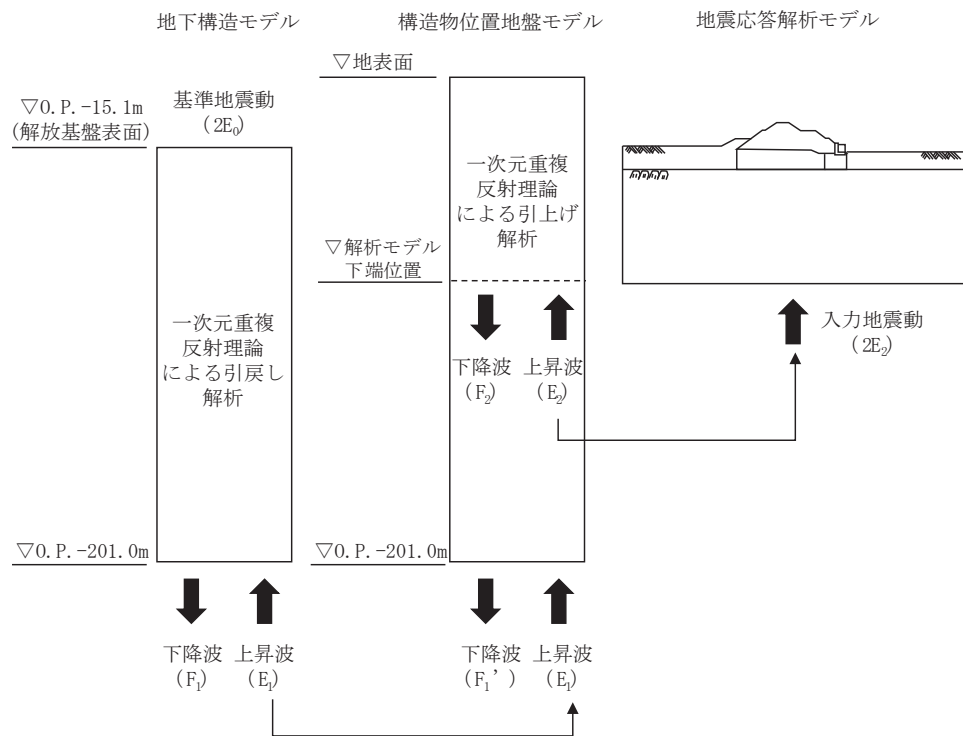 地下構造モデル
構造物位置地盤モデル
地震応答解析モデル
▽O.P.-15.1m
(解放基盤表面)
基準地震動
(2E₀)
一次元重複
反射理論
による引戻し
解析
▽O.P.-201.0m
下降波
(F₁)
上昇波
(E₁)
▽地表面
一次元重複
反射理論
による引上げ
解析
▽解析モデル
下端位置
下降波
(F₂)
上昇波
(E₂)
▽O.P.-201.0m
下降波
(F₁’)
上昇波
(E₁)
入力地震動
(2E₂)